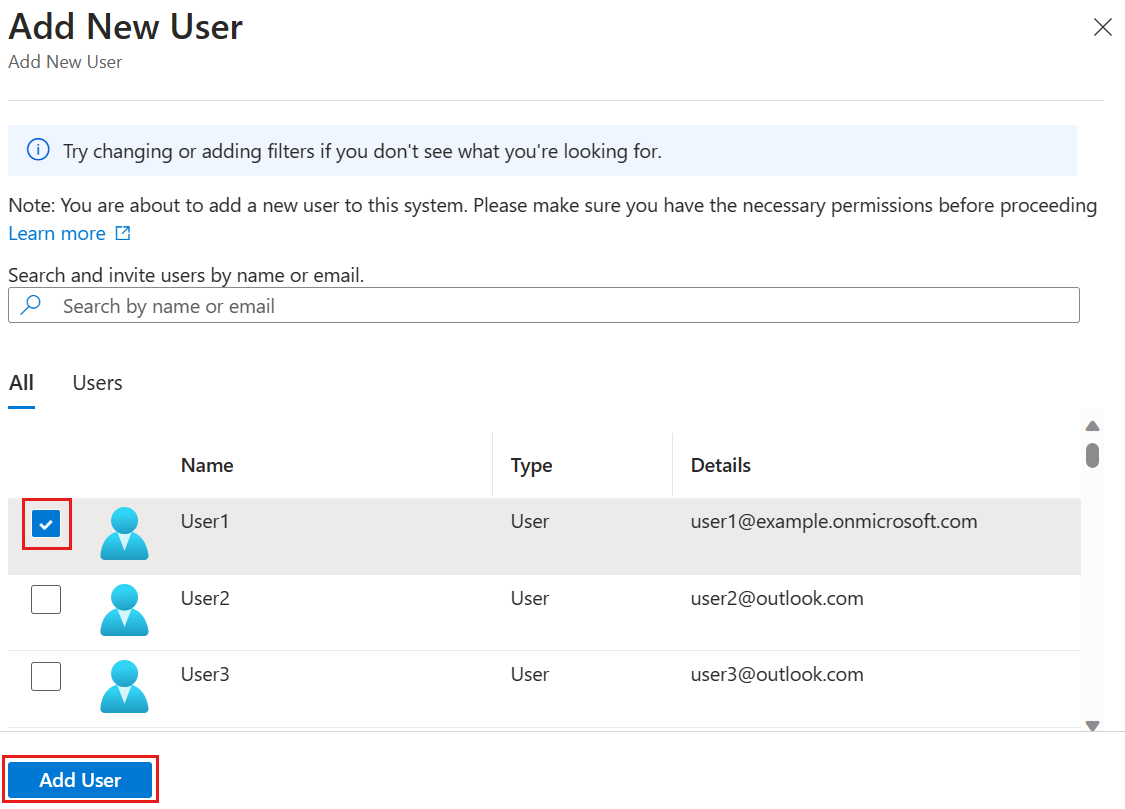 Add New User
Add New User
Try changing or adding filters if you don't see what you're looking for.
Note: You are about to add a new user to this system. Please make sure you have the necessary permissions before proceeding
Learn more
Search and invite users by name or email.
Search by name or email
All Users
Name Type Details
User1 User user1@example.onmicrosoft.com
User2 User user2@outlook.com
User3 User user3@outlook.com
Add User